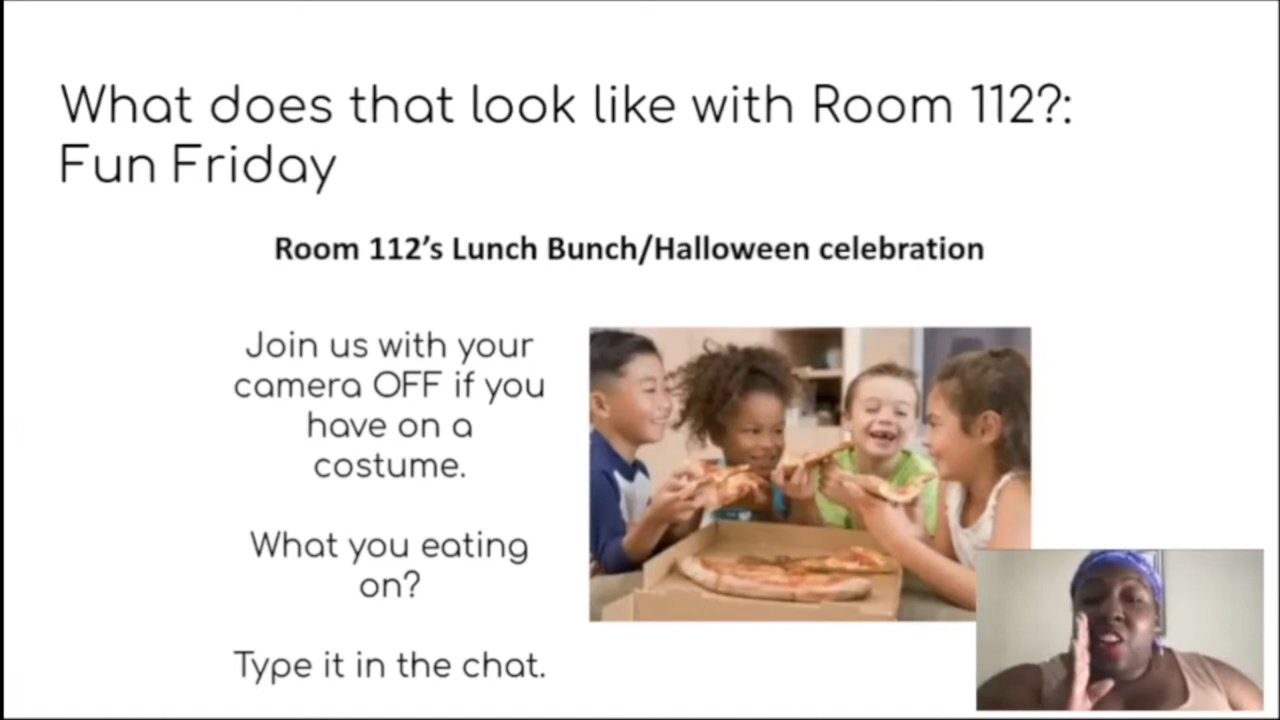 What does that look like with Room 112?:
Fun Friday
Room 112’s Lunch Bunch/Halloween celebration
Join us with your
camera OFF if you
have on a
costume.
What you eating
on?
Type it in the chat.